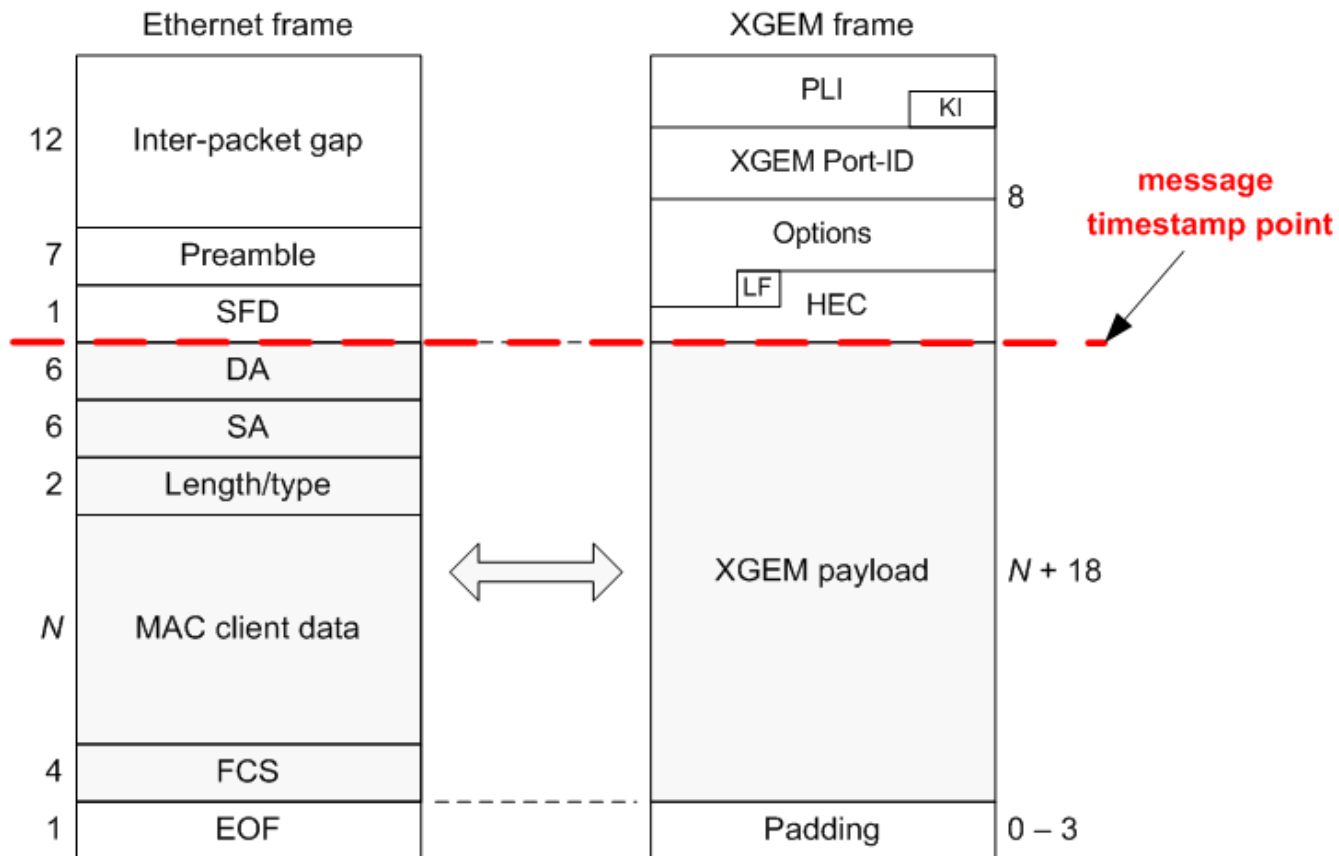 Ethernet frame
XGEM frame
12
Inter-packet gap
7
Preamble
1
SFD
6
DA
6
SA
2
Length/type
N
MAC client data
4
FCS
1
EOF
PLI
KI
XGEM Port-ID
8
Options
LF
HEC
message
timestamp point
XGEM payload
N + 18
Padding
0 – 3